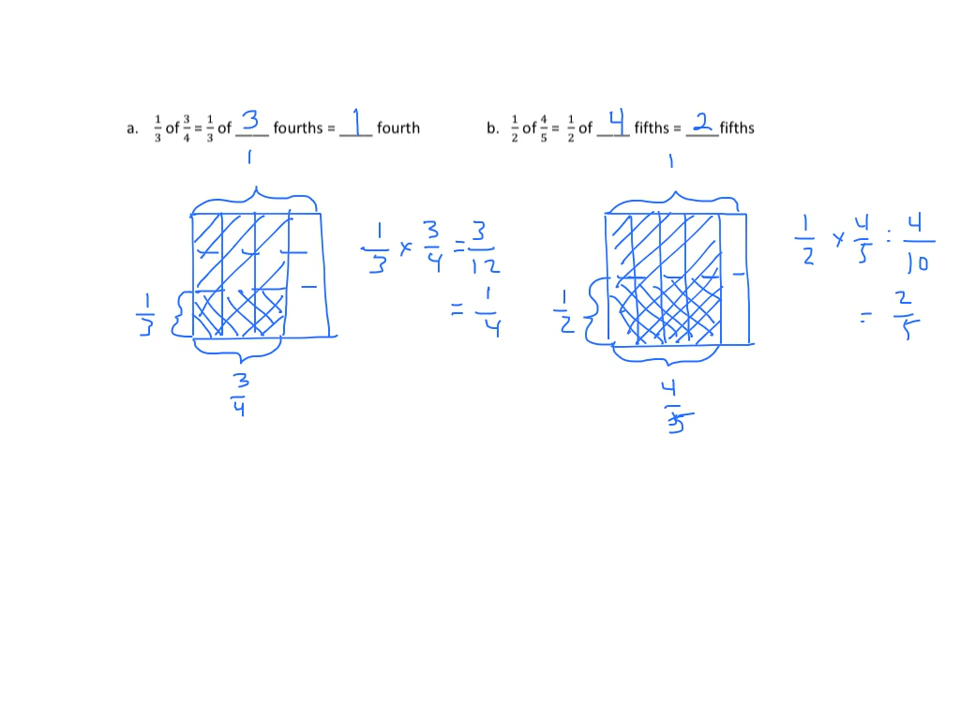 a. 1/3 of 3/4 = 1/3 of 3 fourths = 1 fourth
b. 1/2 of 4/5 = 1/2 of 4 fifths = 2 fifths
1
1/3
3/4
1/3 × 3/4 = 3/12
= 1/4
1
1/2
4/5
1/2 × 4/5 : 4/10
= 2/5